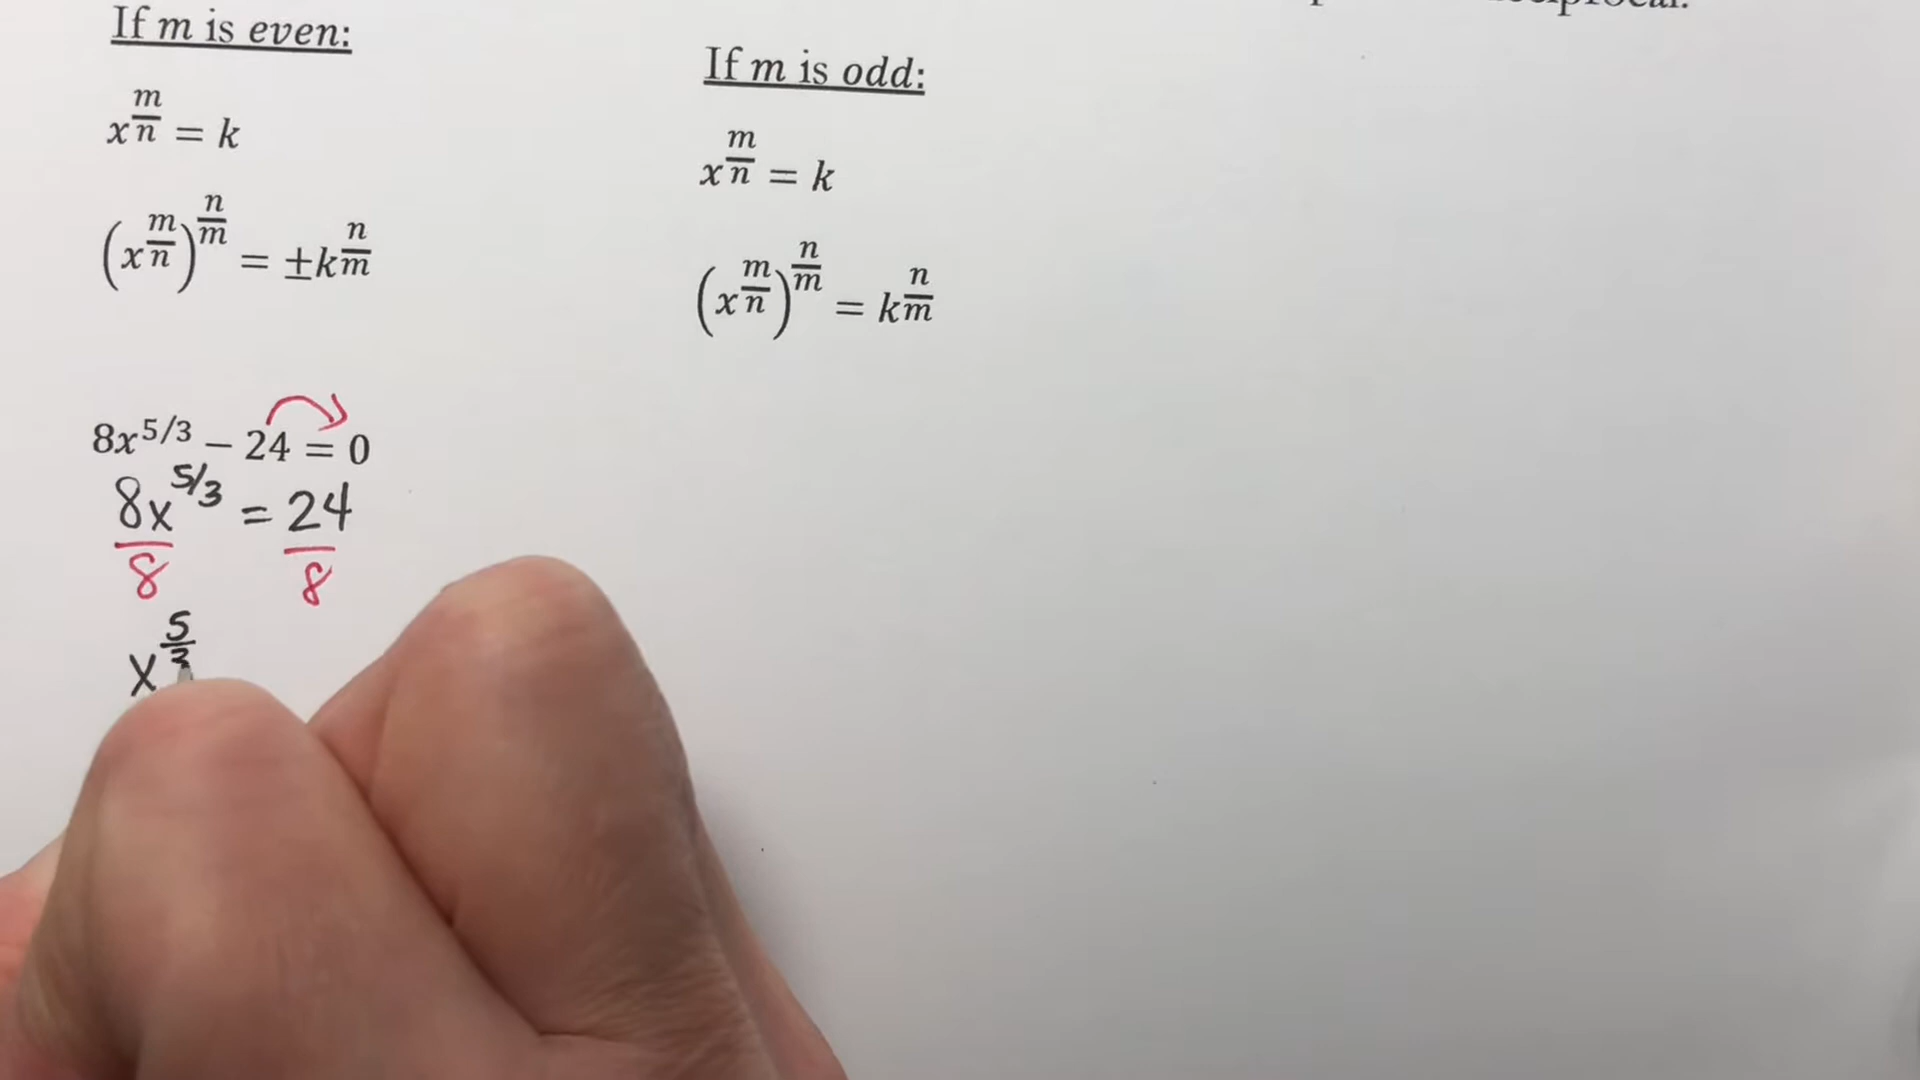 If m is even:
x^{m/n} = k
(x^{m/n})^{n/m} = ±k^{n/m}
If m is odd:
x^{m/n} = k
(x^{m/n})^{n/m} = k^{n/m}
8x^{5/3} − 24 = 0
8x^{5/3} = 24
8 8
x^{5/3}